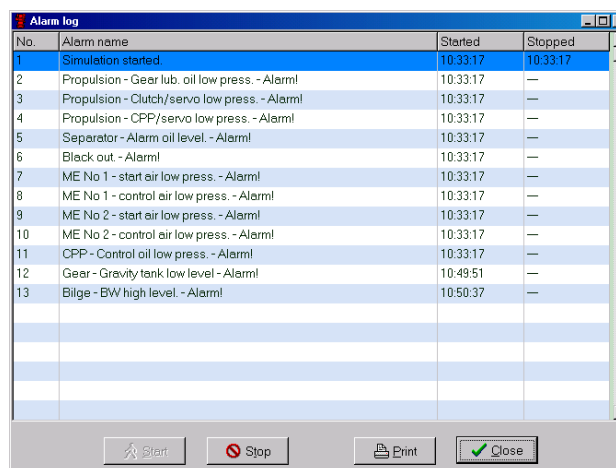 Alarm log
No. Alarm name Started Stopped
1 Simulation started. 10:33:17 10:33:17
2 Propulsion - Gear lub. oil low press. - Alarm! 10:33:17 —
3 Propulsion - Clutch/servo low press. - Alarm! 10:33:17 —
4 Propulsion - CPP/servo low press. - Alarm! 10:33:17 —
5 Separator - Alarm oil level. - Alarm! 10:33:17 —
6 Black out. - Alarm! 10:33:17 —
7 ME No 1 - start air low press. - Alarm! 10:33:17 —
8 ME No 1 - control air low press. - Alarm! 10:33:17 —
9 ME No 2 - start air low press. - Alarm! 10:33:17 —
10 ME No 2 - control air low press. - Alarm! 10:33:17 —
11 CPP - Control oil low press. - Alarm! 10:33:17 —
12 Gear - Gravity tank low level - Alarm! 10:49:51 —
13 Bilge - BW high level. - Alarm! 10:50:37 —
Start Stop Print Close